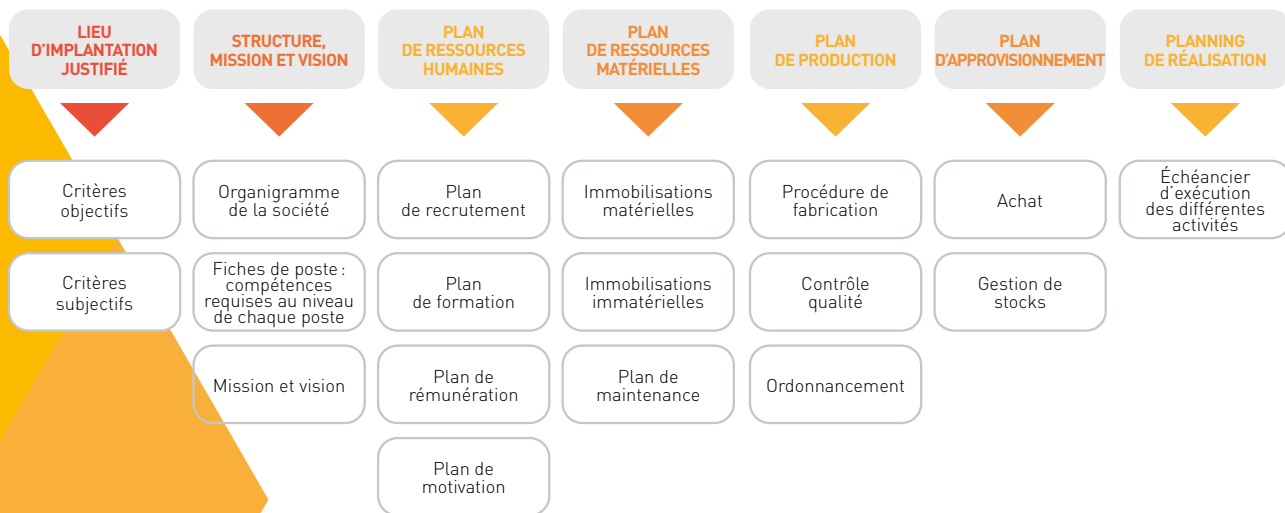 LIEU
D’IMPLANTATION
JUSTIFIÉ
STRUCTURE,
MISSION ET VISION
PLAN
DE RESSOURCES
HUMAINES
PLAN
DE RESSOURCES
MATÉRIELLES
PLAN
DE PRODUCTION
PLAN
D’APPROVISIONNEMENT
PLANNING
DE RÉALISATION
Critères
objectifs
Organigramme
de la société
Plan
de recrutement
Immobilisations
matérielles
Procédure de
fabrication
Achat
Échéancier
d’exécution
des différentes
activités
Critères
subjectifs
Fiches de poste :
compétences
requises au niveau
de chaque poste
Plan
de formation
Immobilisations
immatérielles
Contrôle
qualité
Gestion de
stocks
Mission et vision
Plan de
rémunération
Plan de
maintenance
Ordonnancement
Plan de
motivation